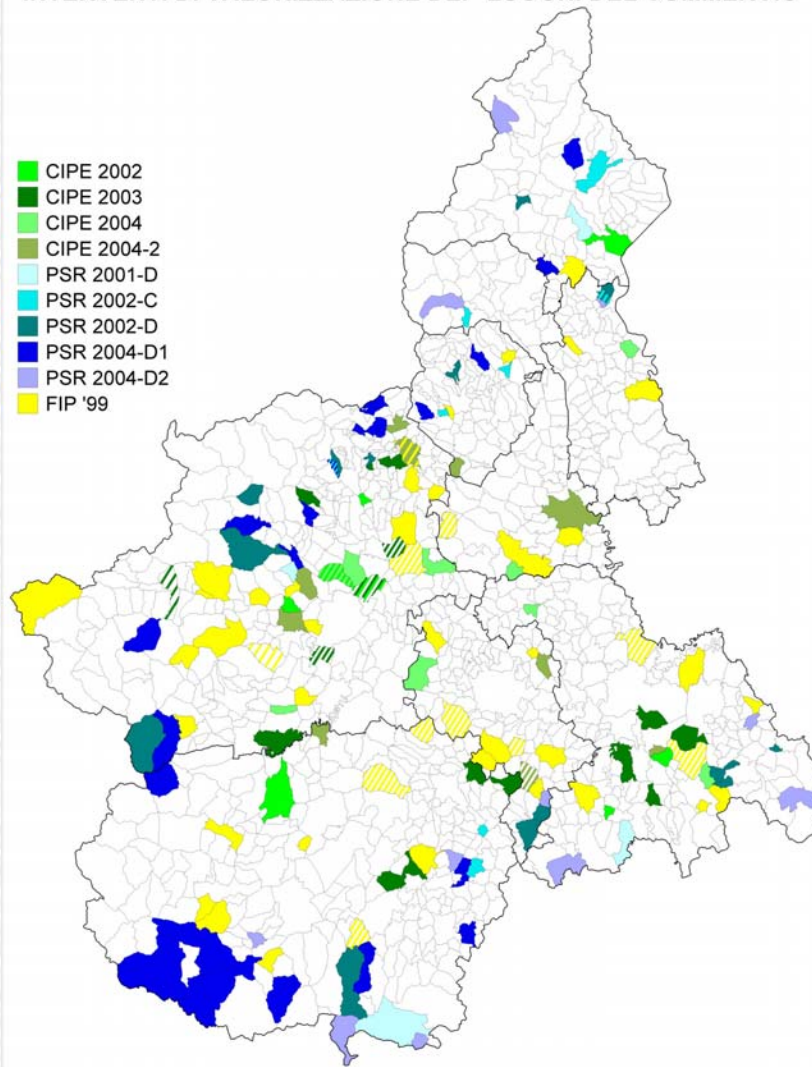 CIPE 2002
CIPE 2003
CIPE 2004
CIPE 2004-2
PSR 2001-D
PSR 2002-C
PSR 2002-D
PSR 2004-D1
PSR 2004-D2
FIP '99